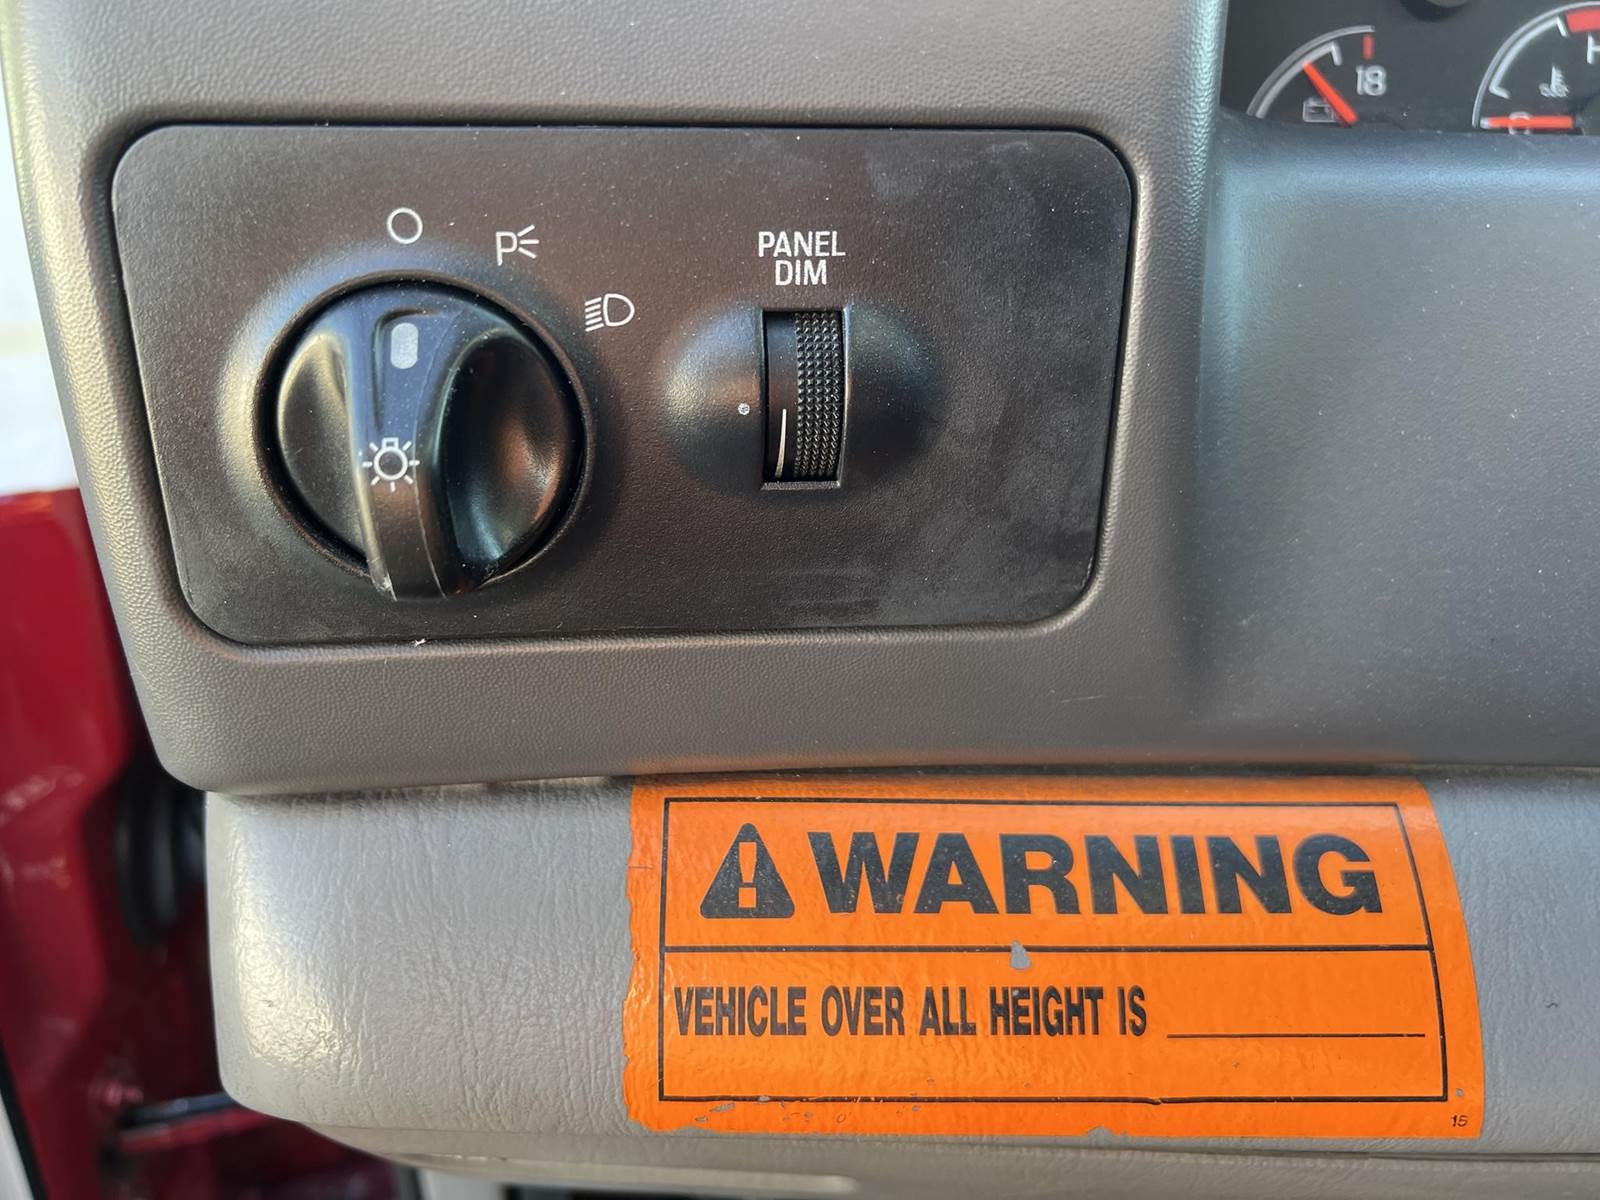 18
H
C
P
PANEL
DIM
WARNING
VEHICLE OVER ALL HEIGHT IS
15